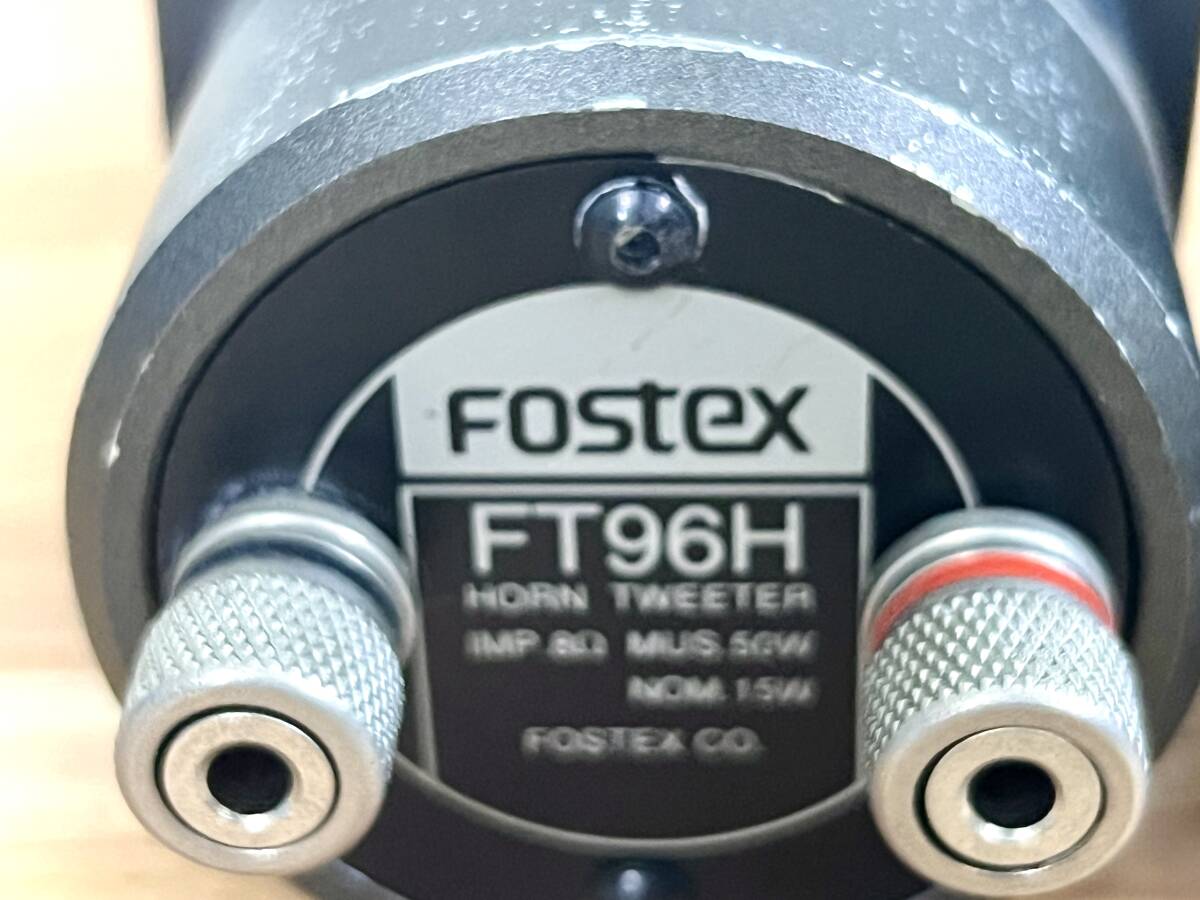 FOSTEX
FT96H
HORN TWEETER
IMP.8Ω MUS.50W
NOM.15W
FOSTEX CO.